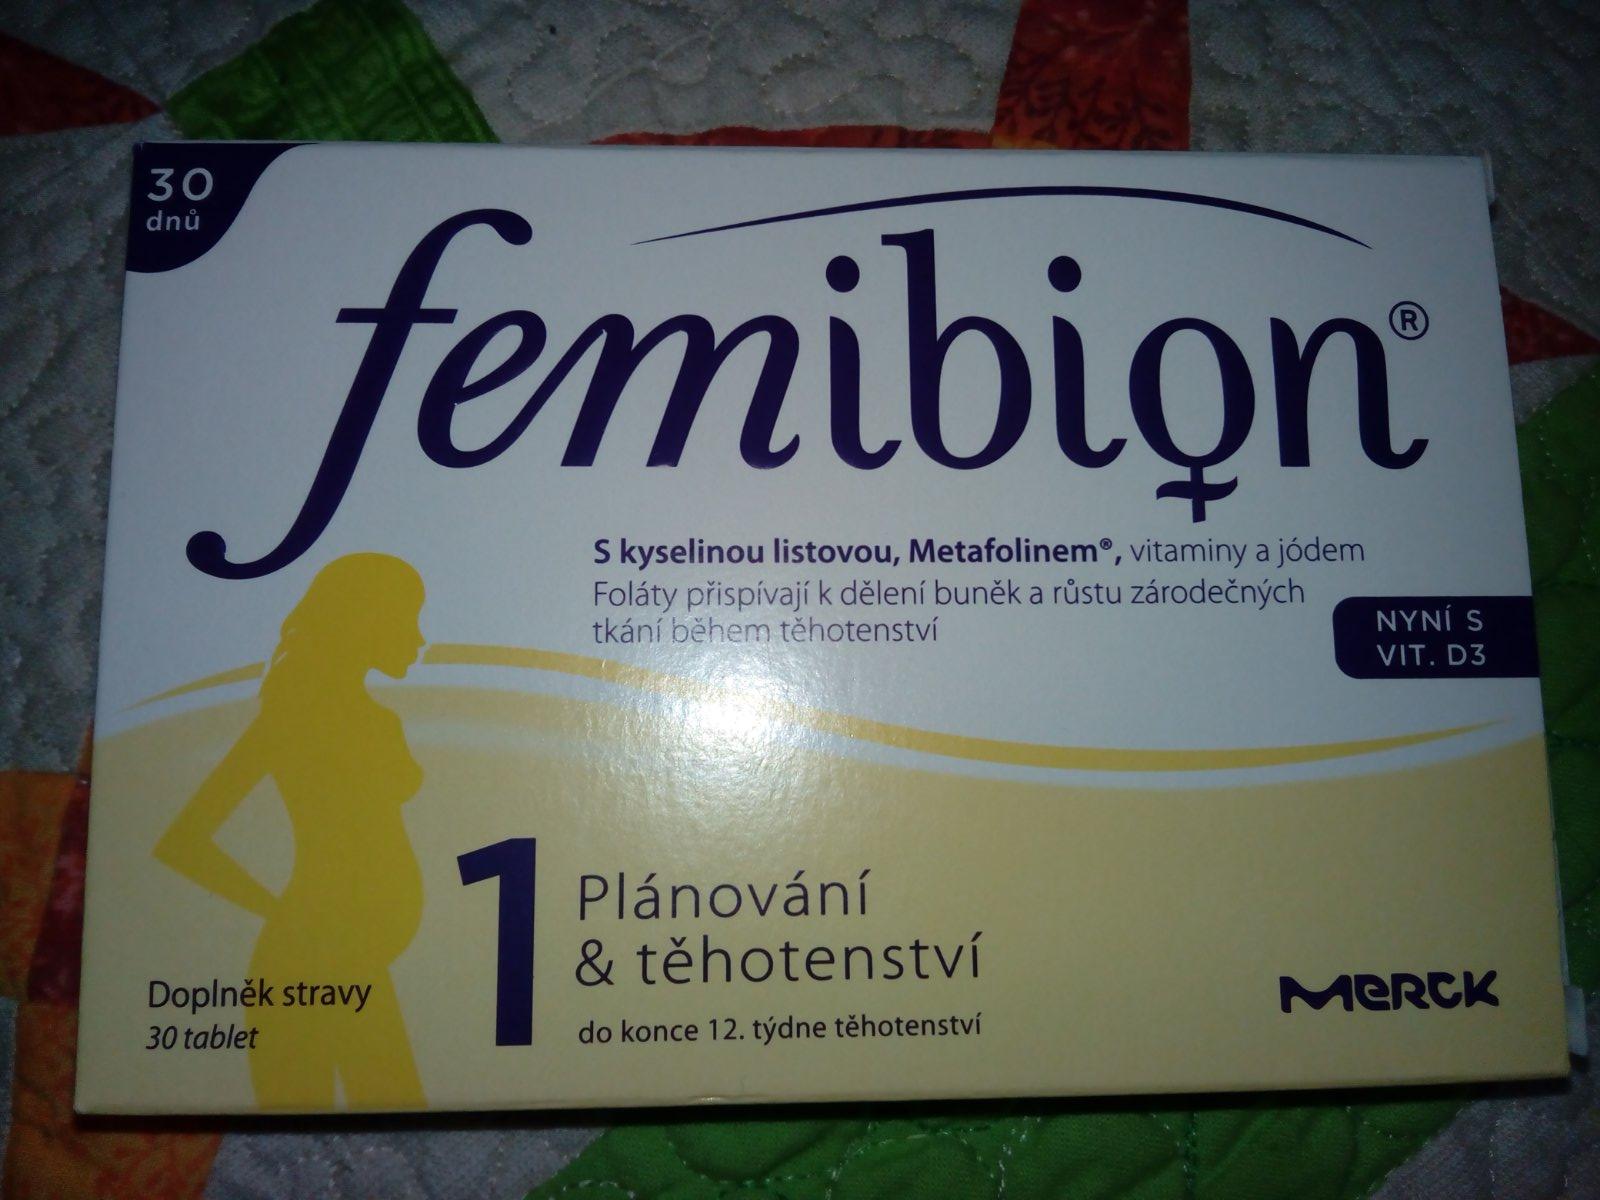 30
dnů
femibion®
S kyselinou listovou, Metafolinem®, vitaminy a jódem
Foláty přispívají k dělení buněk a růstu zárodečných
tkání během těhotenství
NYNÍ S
VIT. D3
1 Plánování
& těhotenství
do konce 12. týdne těhotenství
Doplněk stravy
30 tablet
MERCK